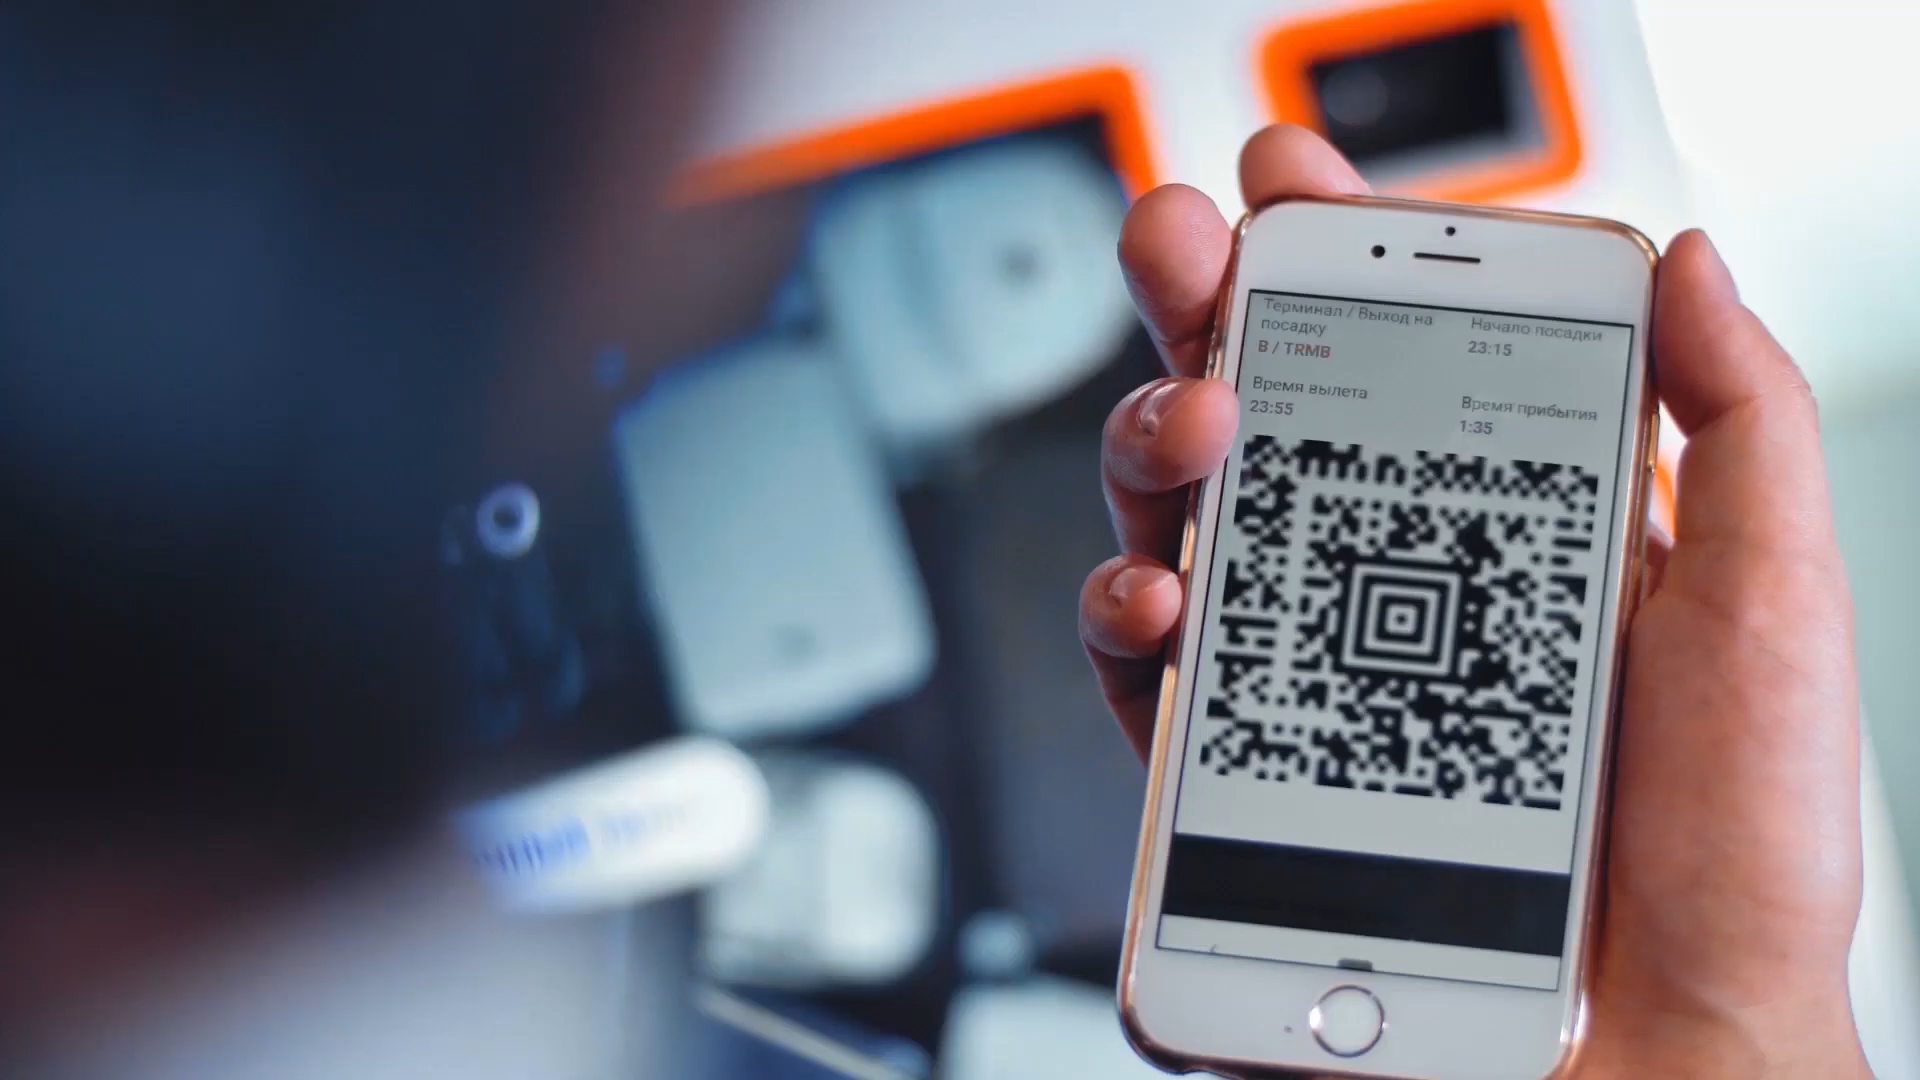 Терминал / Выход на
посадку
B / TRMB
Начало посадки
23:15
Время вылета
23:55
Время прибытия
1:35